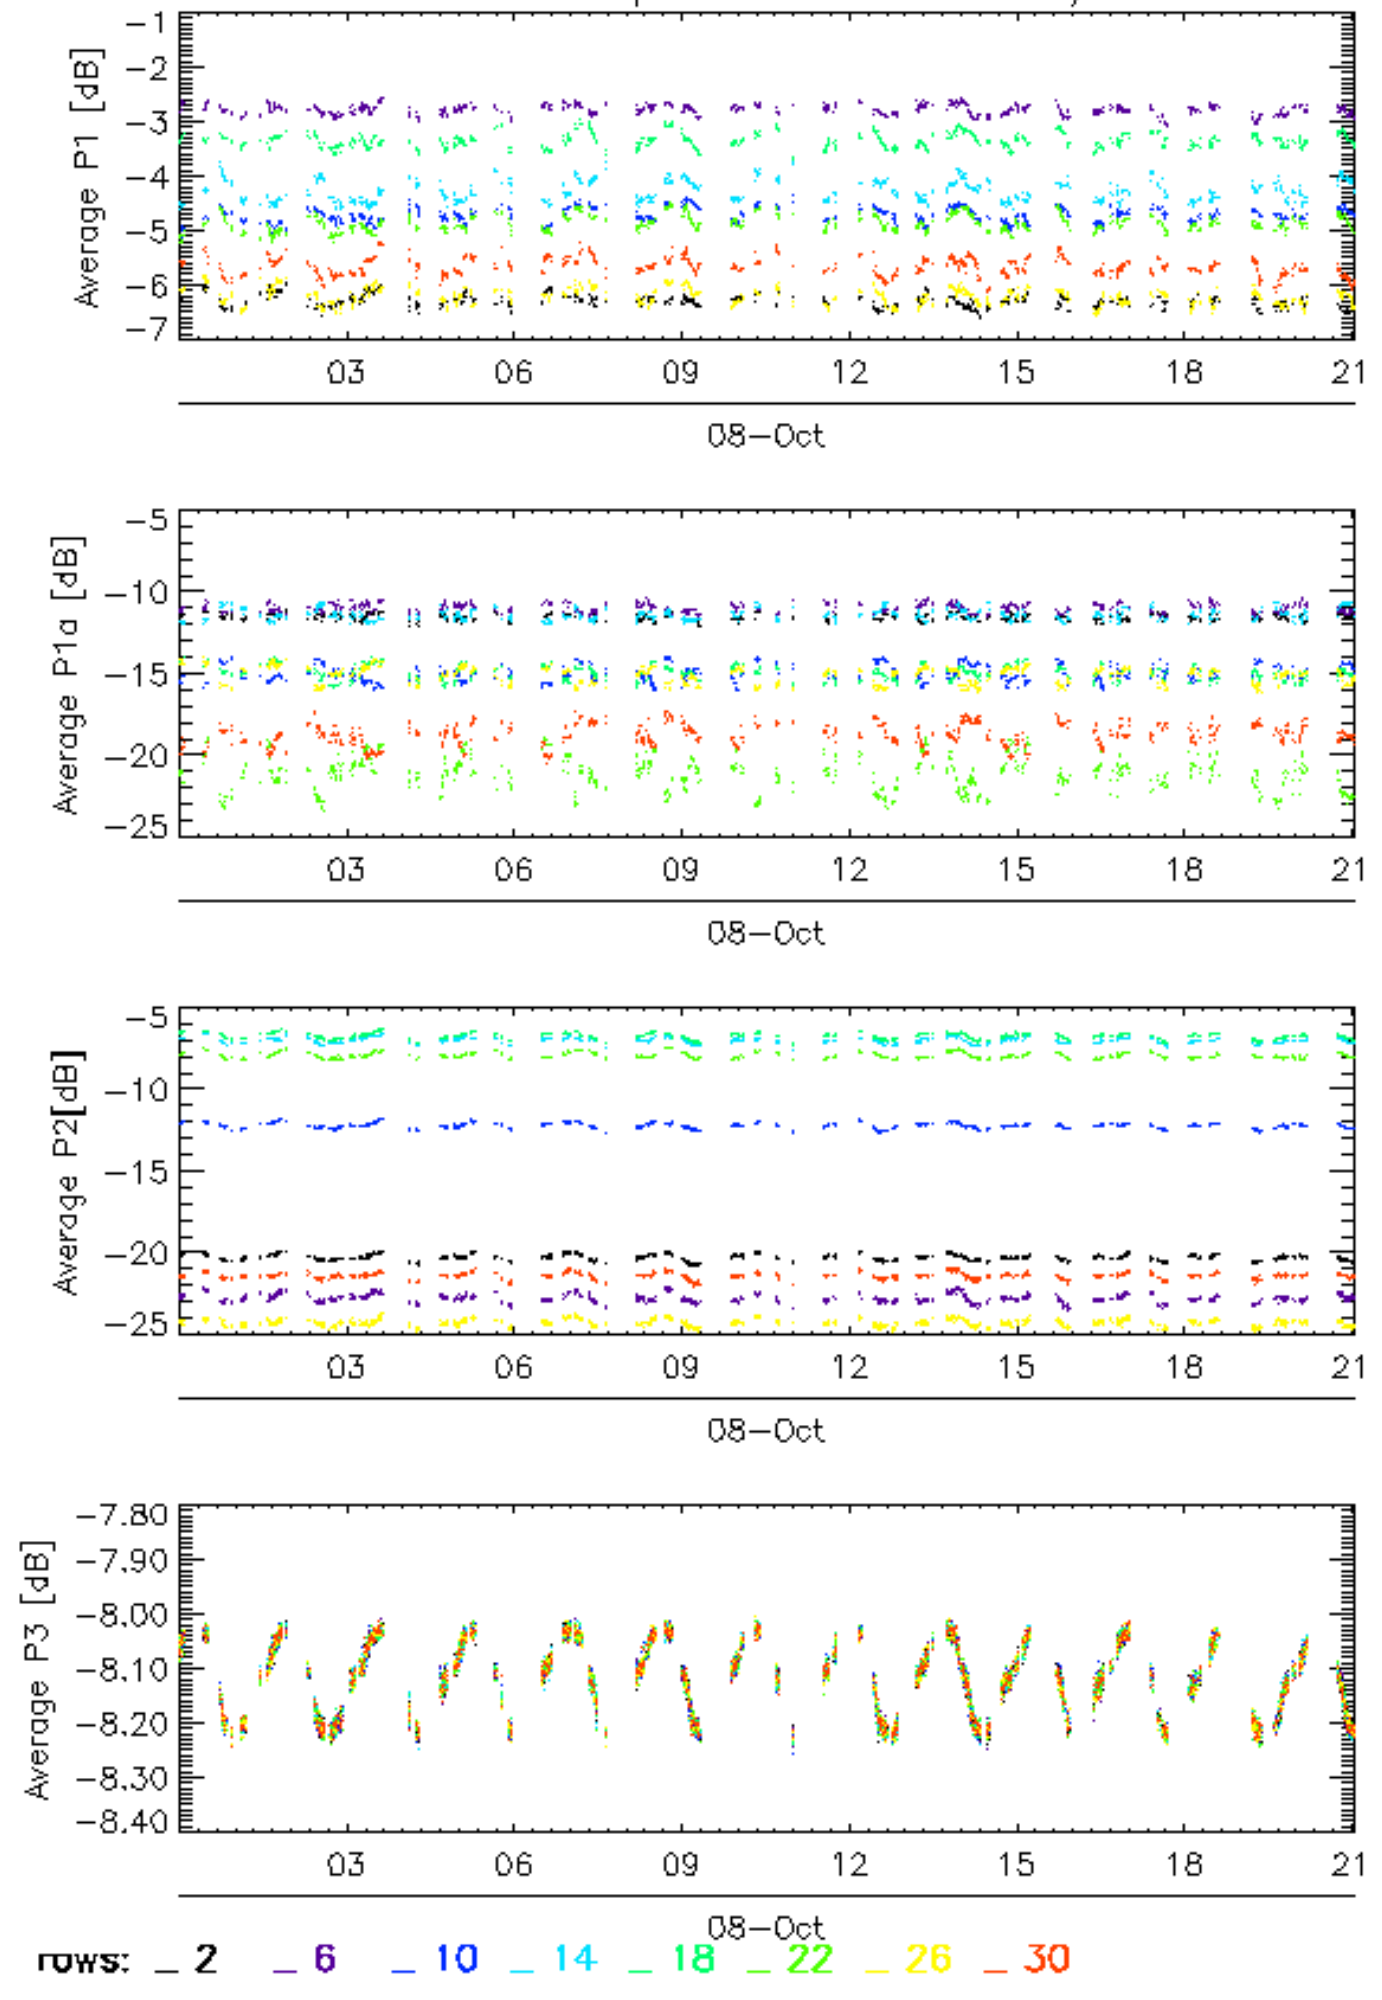 Average P1 [dB]
−1
−2
−3
−4
−5
−6
−7
03 06 09 12 15 18 21
08−Oct
Average P1a [dB]
−5
−10
−15
−20
−25
03 06 09 12 15 18 21
08−Oct
Average P2[dB]
−5
−10
−15
−20
−25
03 06 09 12 15 18 21
08−Oct
Average P3 [dB]
−7.80
−7.90
−8.00
−8.10
−8.20
−8.30
−8.40
03 06 09 12 15 18 21
08−Oct
rows: _ 2 _ 6 _ 10 _ 14 _ 18 _ 22 _ 26 _ 30